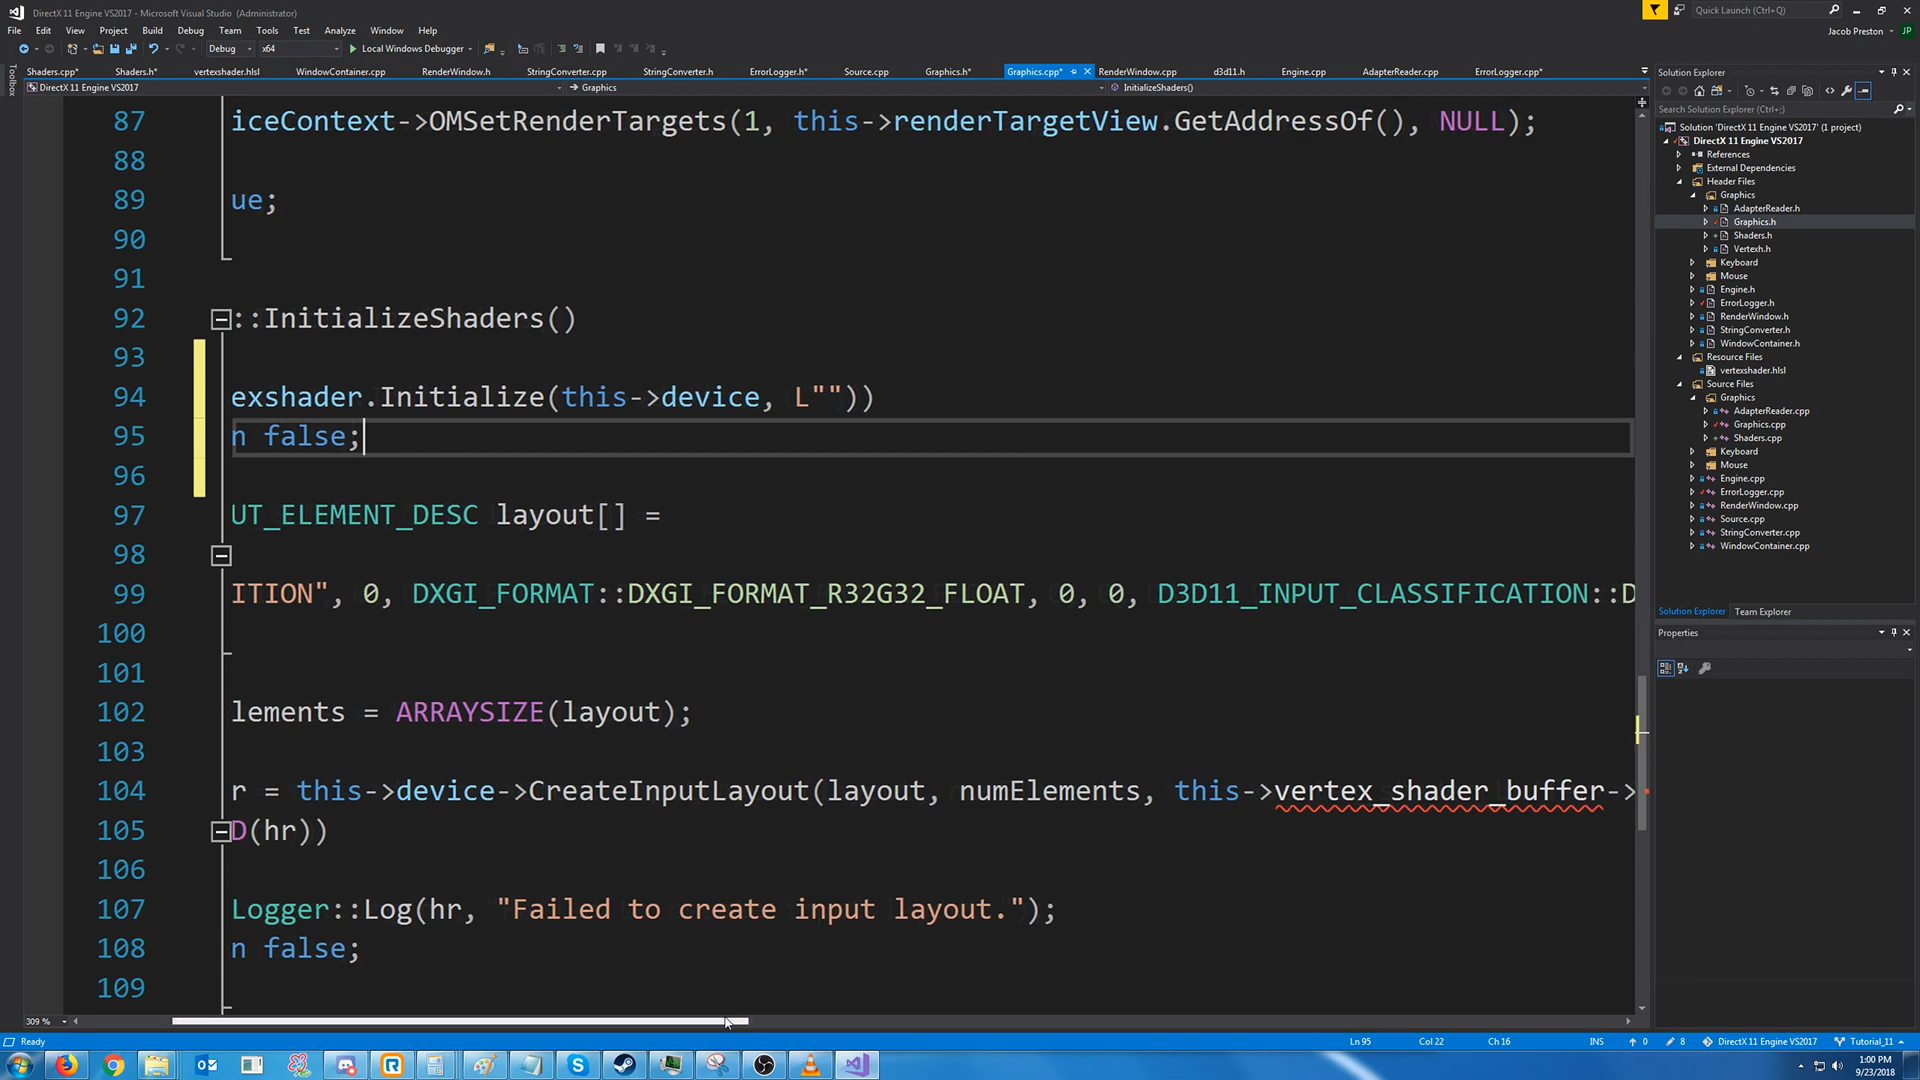 DirectX 11 Engine VS2017 - Microsoft Visual Studio (Administrator)
Quick Launch (Ctrl+Q)
File Edit View Project Build Debug Team Tools Test Analyze Window Help
Jacob Preston JP
Debug x64 Local Windows Debugger
Toolbox
Shaders.cpp* Shaders.h* vertexshader.hlsl WindowContainer.cpp RenderWindow.h StringConverter.cpp StringConverter.h ErrorLogger.h* Source.cpp Graphics.h* Graphics.cpp* RenderWindow.cpp d3d11.h Engine.cpp AdapterReader.cpp ErrorLogger.cpp*
DirectX 11 Engine VS2017 Graphics InitializeShaders()
87 iceContext->OMSetRenderTargets(1, this->renderTargetView.GetAddressOf(), NULL);
88
89 ue;
90
91
92 ::InitializeShaders()
93
94 exshader.Initialize(this->device, L""))
95 n false;
96
97 UT_ELEMENT_DESC layout[] =
98
99 ITION", 0, DXGI_FORMAT::DXGI_FORMAT_R32G32_FLOAT, 0, 0, D3D11_INPUT_CLASSIFICATION::D
100
101
102 lements = ARRAYSIZE(layout);
103
104 r = this->device->CreateInputLayout(layout, numElements, this->vertex_shader_buffer->
105 D(hr))
106
107 Logger::Log(hr, "Failed to create input layout.");
108 n false;
109
309 %
Solution Explorer
Search Solution Explorer (Ctrl+;)
Solution 'DirectX 11 Engine VS2017' (1 project)
DirectX 11 Engine VS2017
References
External Dependencies
Header Files
Graphics
AdapterReader.h
Graphics.h
Shaders.h
Vertexh.h
Keyboard
Mouse
Engine.h
ErrorLogger.h
RenderWindow.h
StringConverter.h
WindowContainer.h
Resource Files
vertexshader.hlsl
Source Files
Graphics
AdapterReader.cpp
Graphics.cpp
Shaders.cpp
Keyboard
Mouse
Engine.cpp
ErrorLogger.cpp
RenderWindow.cpp
Source.cpp
StringConverter.cpp
WindowContainer.cpp
Solution Explorer Team Explorer
Properties
Ready Ln 95 Col 22 Ch 16 INS 0 8 DirectX 11 Engine VS2017 Tutorial_11
1:00 PM
9/23/2018